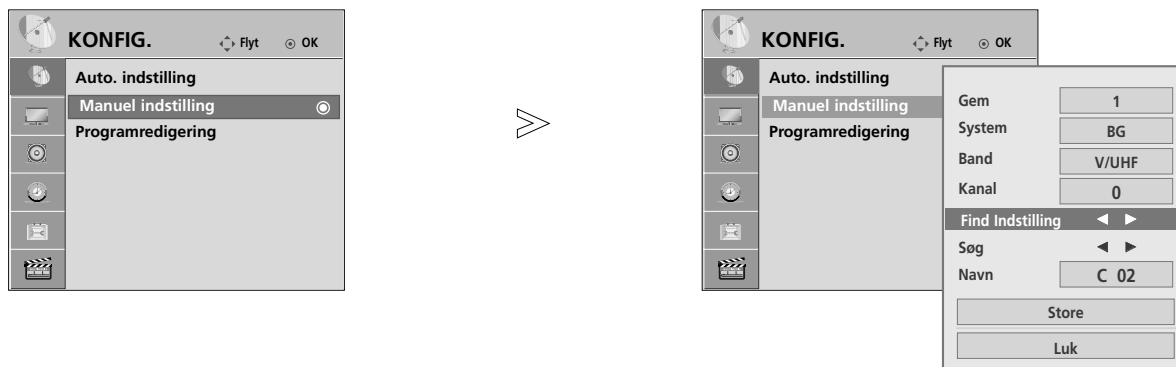 KONFIG. Flyt OK
Auto. indstilling
Manuel indstilling
Programredigering
KONFIG. Flyt OK
Auto. indstilling
Manuel indstilling
Programredigering
Gem 1
System BG
Band V/UHF
Kanal 0
Find Indstilling ◄ ►
Søg ◄ ►
Navn C 02
Store
Luk